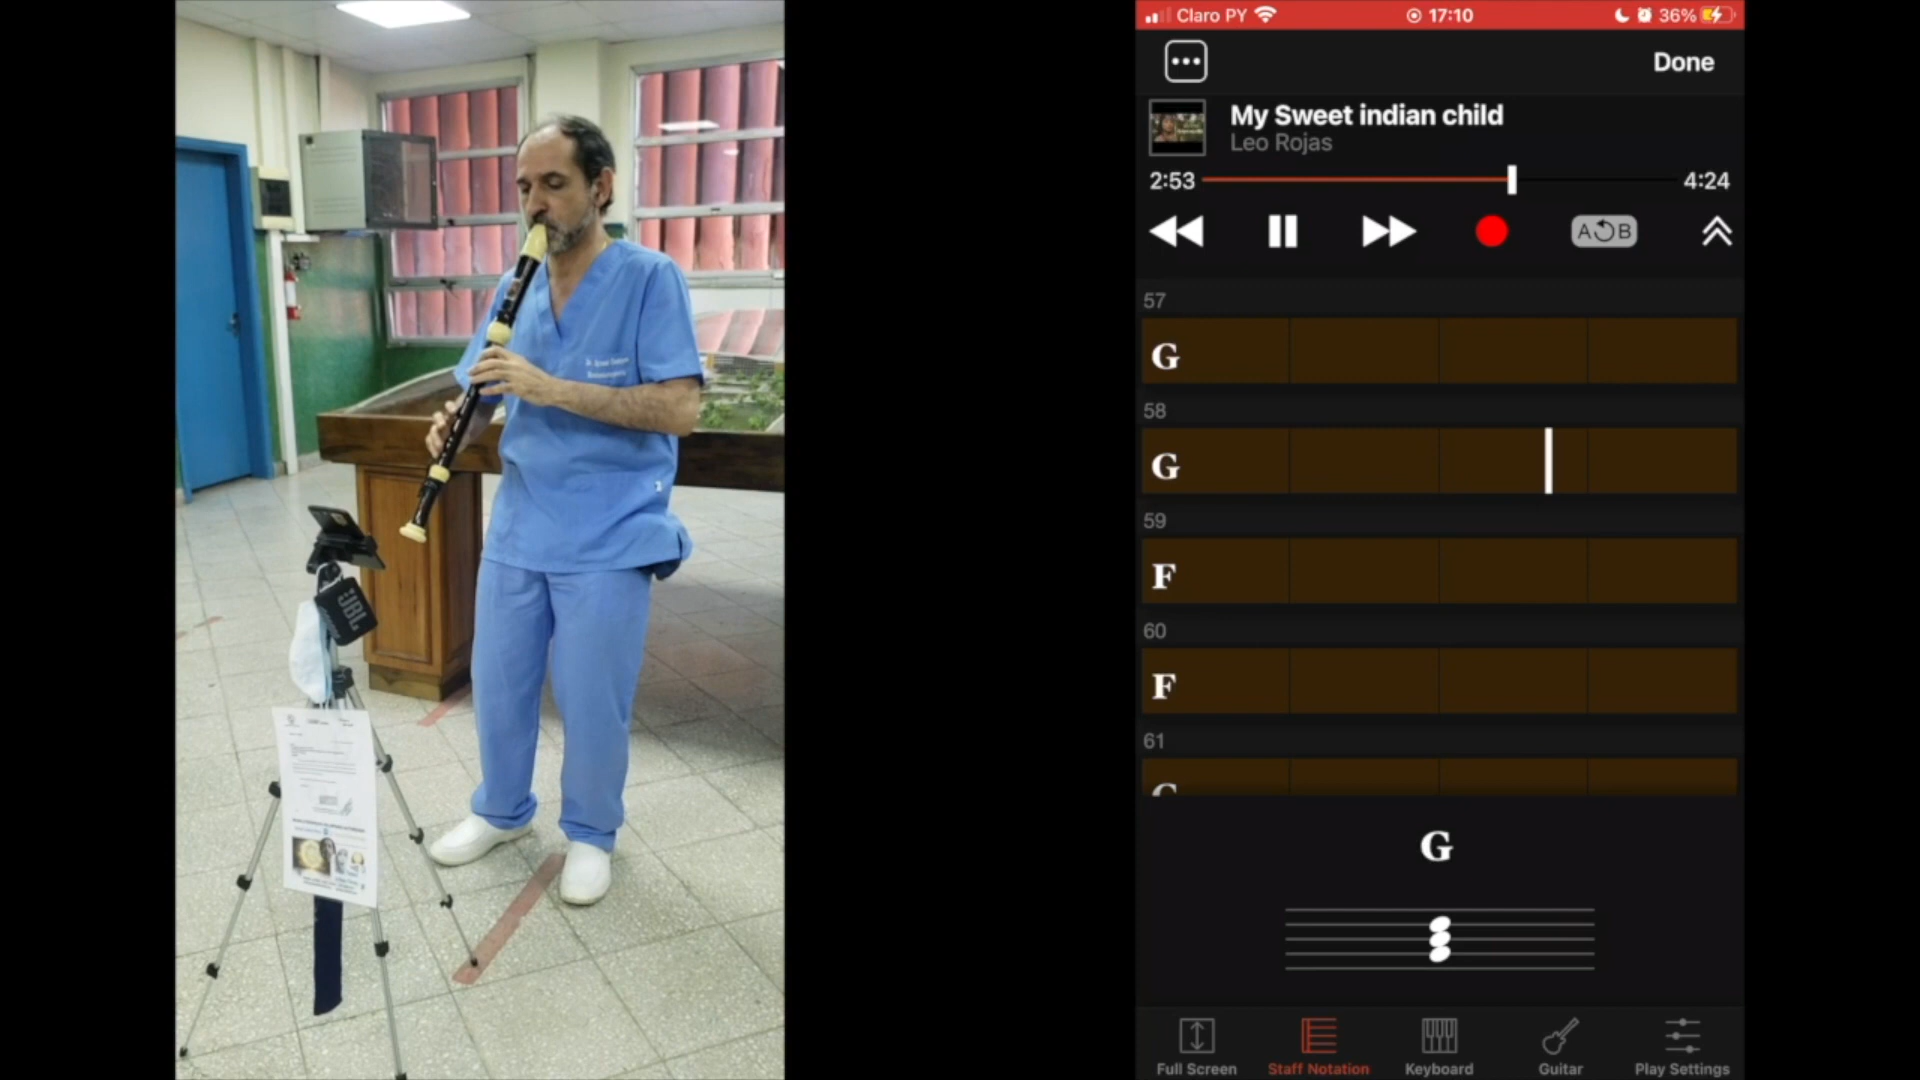 JBL
Claro PY
17:10
36%
Done
My Sweet indian child
Leo Rojas
2:53
4:24
A B
57
G
58
G
59
F
60
F
61
G
Full Screen
Staff Notation
Keyboard
Guitar
Play Settings